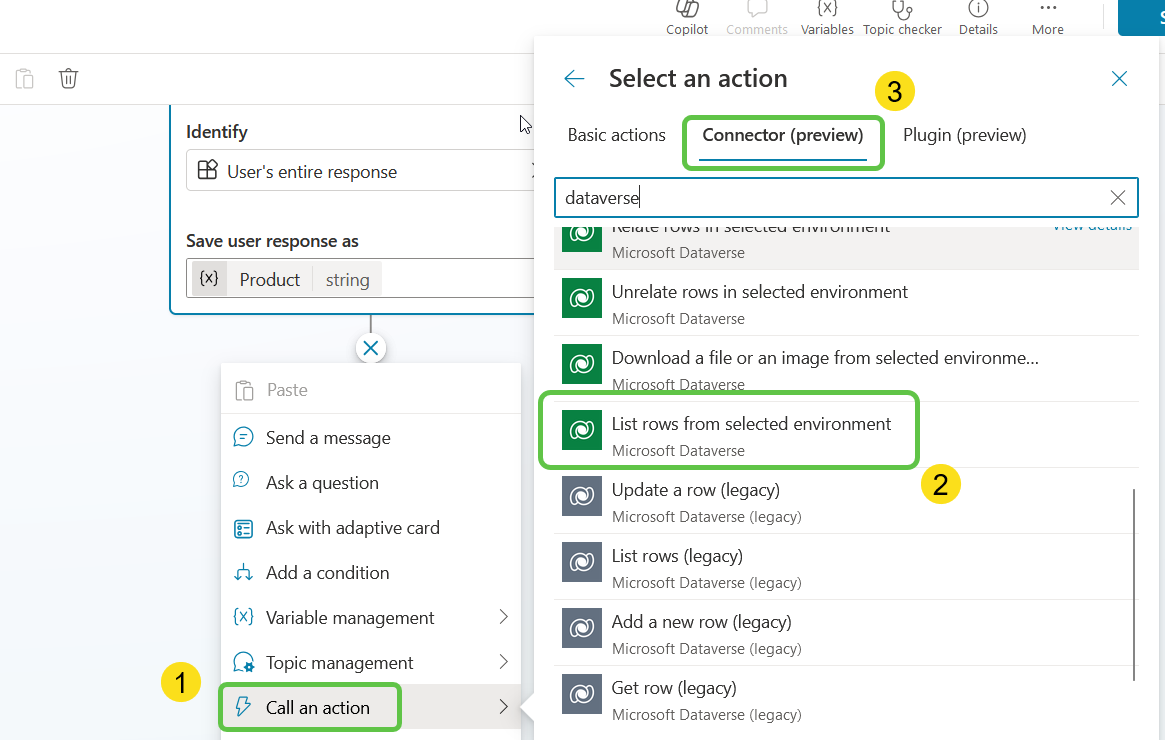 Copilot
Comments
Variables
Topic checker
Details
More
S
Select an action
3
Basic actions
Connector (preview)
Plugin (preview)
dataverse
Relate rows in selected environment
View details
Microsoft Dataverse
Unrelate rows in selected environment
Microsoft Dataverse
Download a file or an image from selected environme...
Microsoft Dataverse
List rows from selected environment
Microsoft Dataverse
2
Update a row (legacy)
Microsoft Dataverse (legacy)
List rows (legacy)
Microsoft Dataverse (legacy)
Add a new row (legacy)
Microsoft Dataverse (legacy)
Get row (legacy)
Microsoft Dataverse (legacy)
Identify
User's entire response
Save user response as
{x} Product string
Paste
Send a message
Ask a question
Ask with adaptive card
Add a condition
Variable management
Topic management
1
Call an action